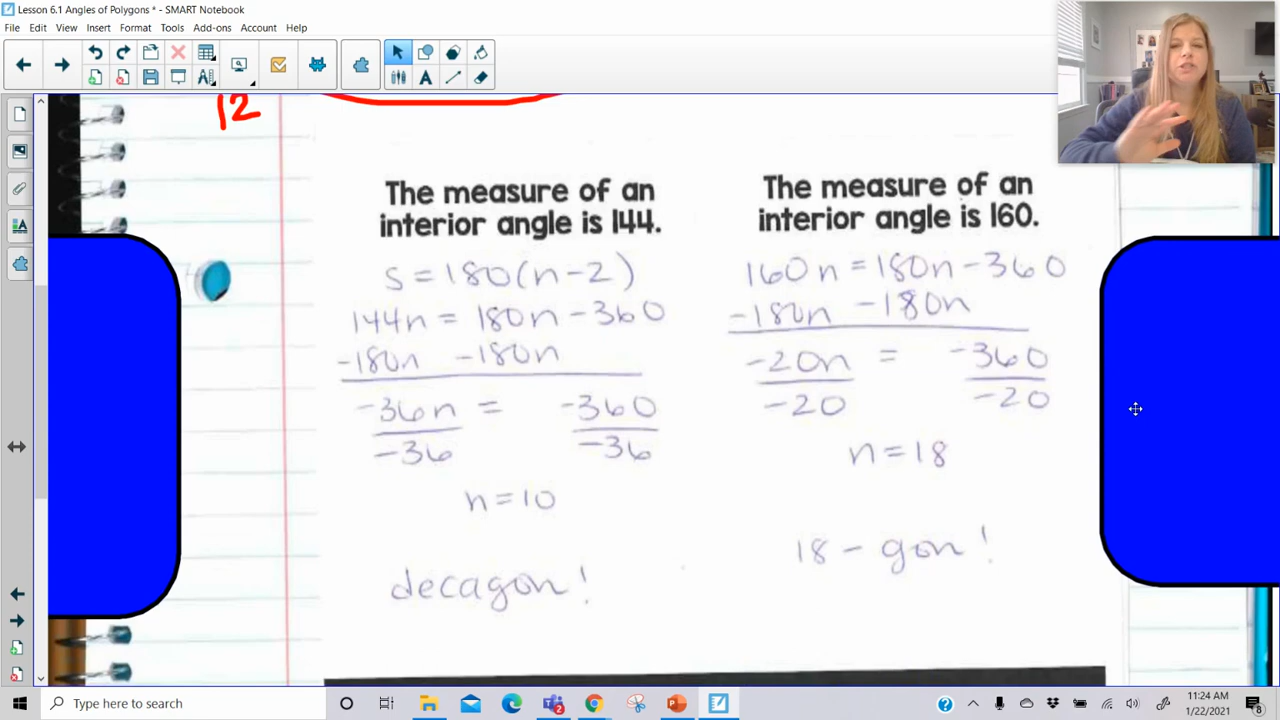 Lesson 6.1 Angles of Polygons * - SMART Notebook
File Edit View Insert Format Tools Add-ons Account Help
12
The measure of an
interior angle is 144.
S = 180(n-2)
144n = 180n - 360
-180n -180n
-36n = -360
-36 -36
n = 10
decagon!
The measure of an
interior angle is 160.
160n = 180n - 360
-180n -180n
-20n = -360
-20 -20
n = 18
18 - gon!
Type here to search
11:24 AM
1/22/2021
8